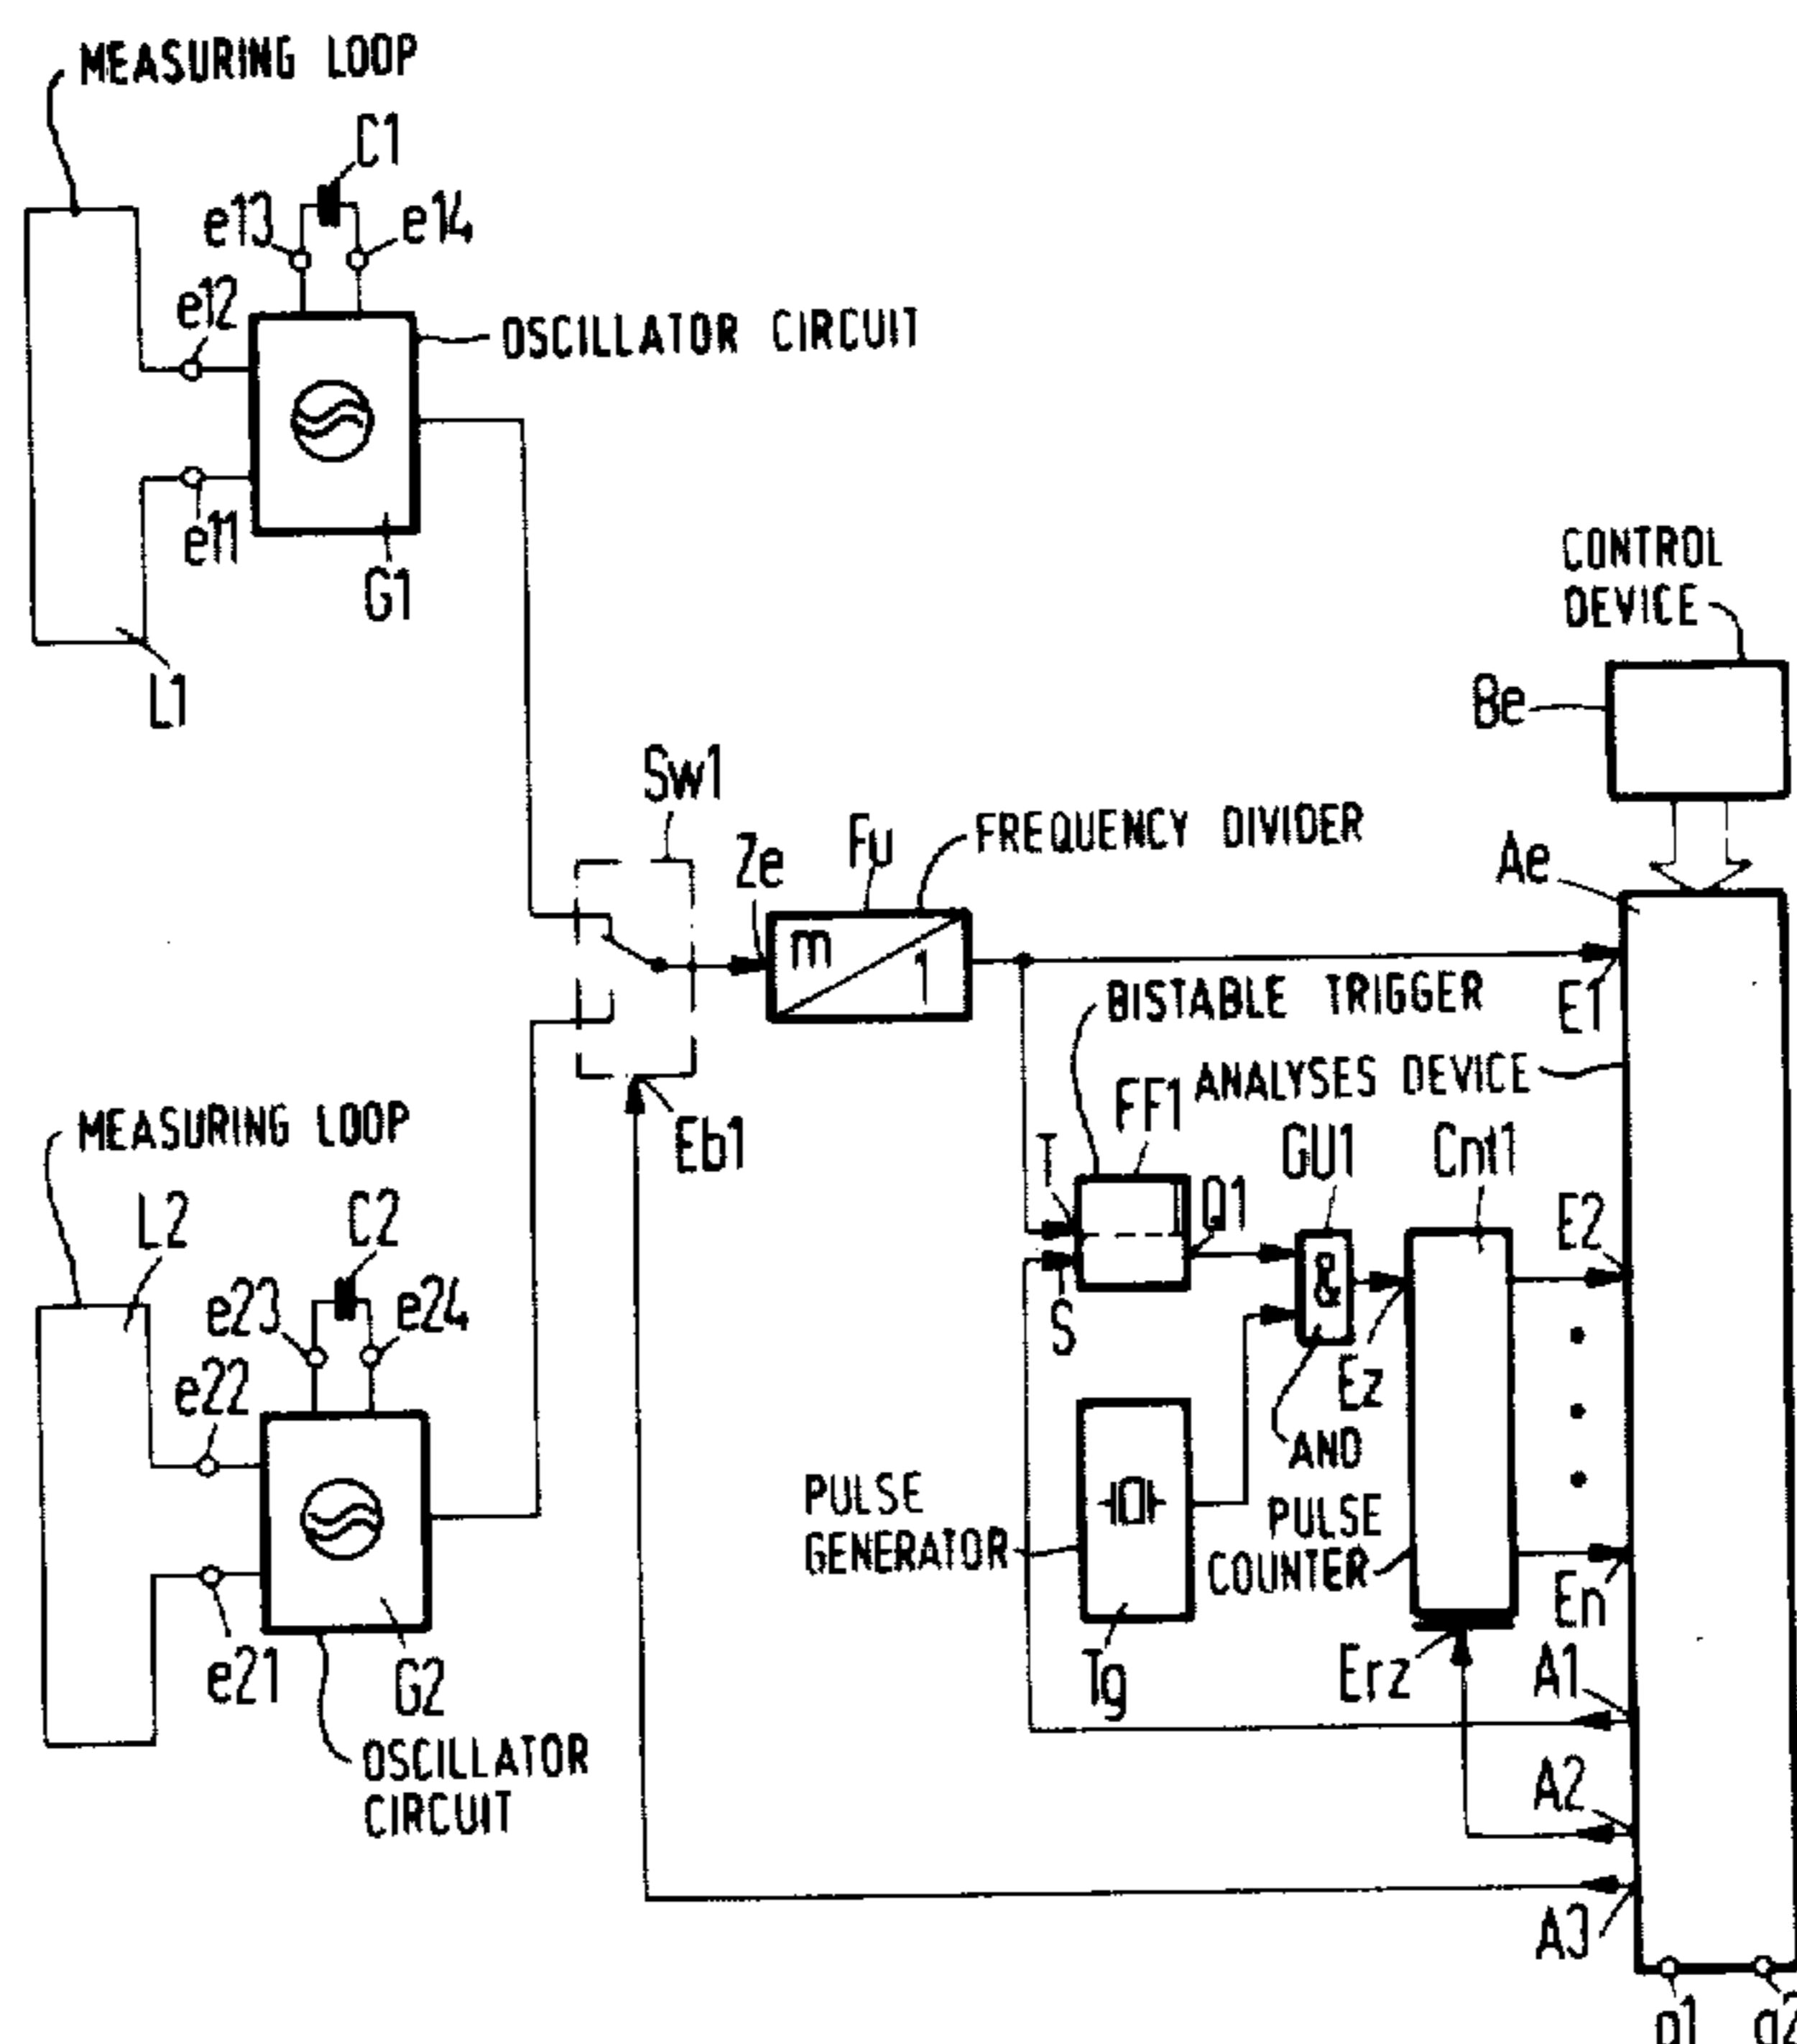 MEASURING LOOP
C1
e13
e14
e12
OSCILLATOR CIRCUIT
e11
G1
L1
CONTROL
DEVICE
Be
Sw1
Ze
Fu
FREQUENCY DIVIDER
Ae
m
1
E1
BISTABLE TRIGGER
ANALYSES DEVICE
FF1
Eb1
T
GU1
Cnt1
Q1
E2
MEASURING LOOP
L2
C2
e23
e24
e22
S
&
Ez
AND
PULSE
GENERATOR
PULSE
COUNTER
En
e21
G2
Tg
Erz
A1
OSCILLATOR
CIRCUIT
A2
A3